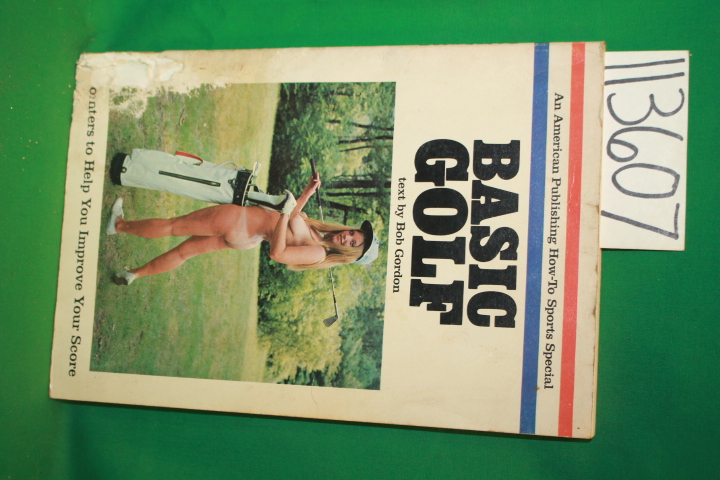 An American Publishing How-To Sports Special
BASIC
GOLF
text by Bob Gordon
to Help You Improve Your Score
113607